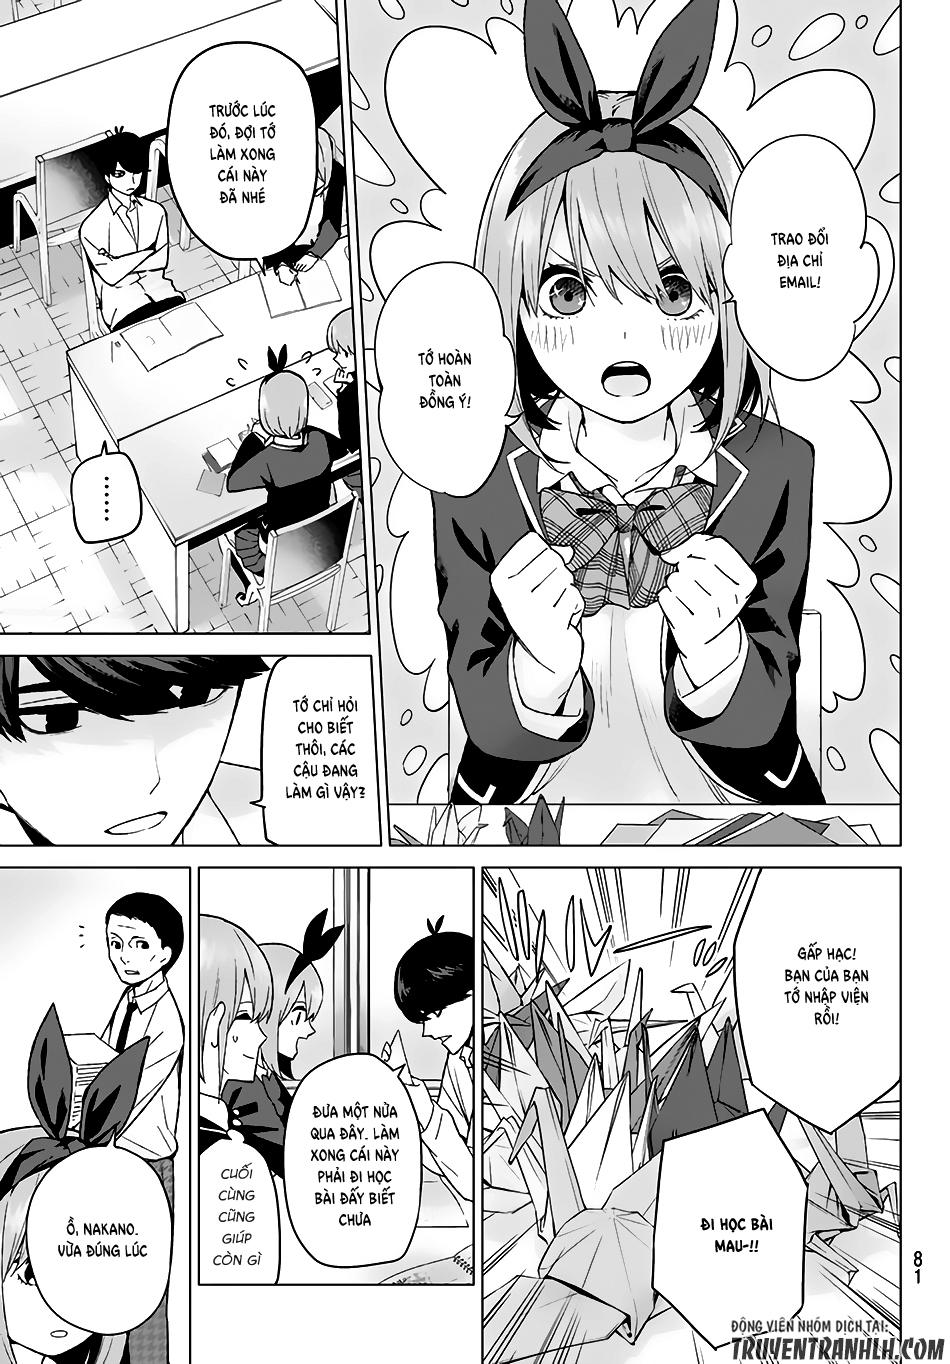 TRAO ĐỔI
ĐỊA CHỈ
EMAIL!
TỚ HOÀN
TOÀN
ĐỒNG Ý!
TRƯỚC LÚC
ĐÓ, ĐỢI TỚ
LÀM XONG
CÁI NÀY
ĐÃ NHÉ
......
TỚ CHỈ HỎI
CHO BIẾT
THÔI, CÁC
CẬU ĐANG
LÀM GÌ VẬY?
GẤP HẠC!
BẠN CỦA BẠN
TỚ NHẬP VIỆN
RỒI!
ĐI HỌC BÀI
MAU-!!
ĐƯA MỘT NỬA
QUA ĐÂY. LÀM
XONG CÁI NÀY
PHẢI ĐI HỌC
BÀI ĐẤY BIẾT
CHƯA
CUỐI
CÙNG
CŨNG
GIÚP
CÒN GÌ
Ồ, NAKANO.
VỪA ĐÚNG LÚC
81
ĐỘNG VIÊN NHÓM DỊCH TẠI:
TRUYENTRANHLH.COM